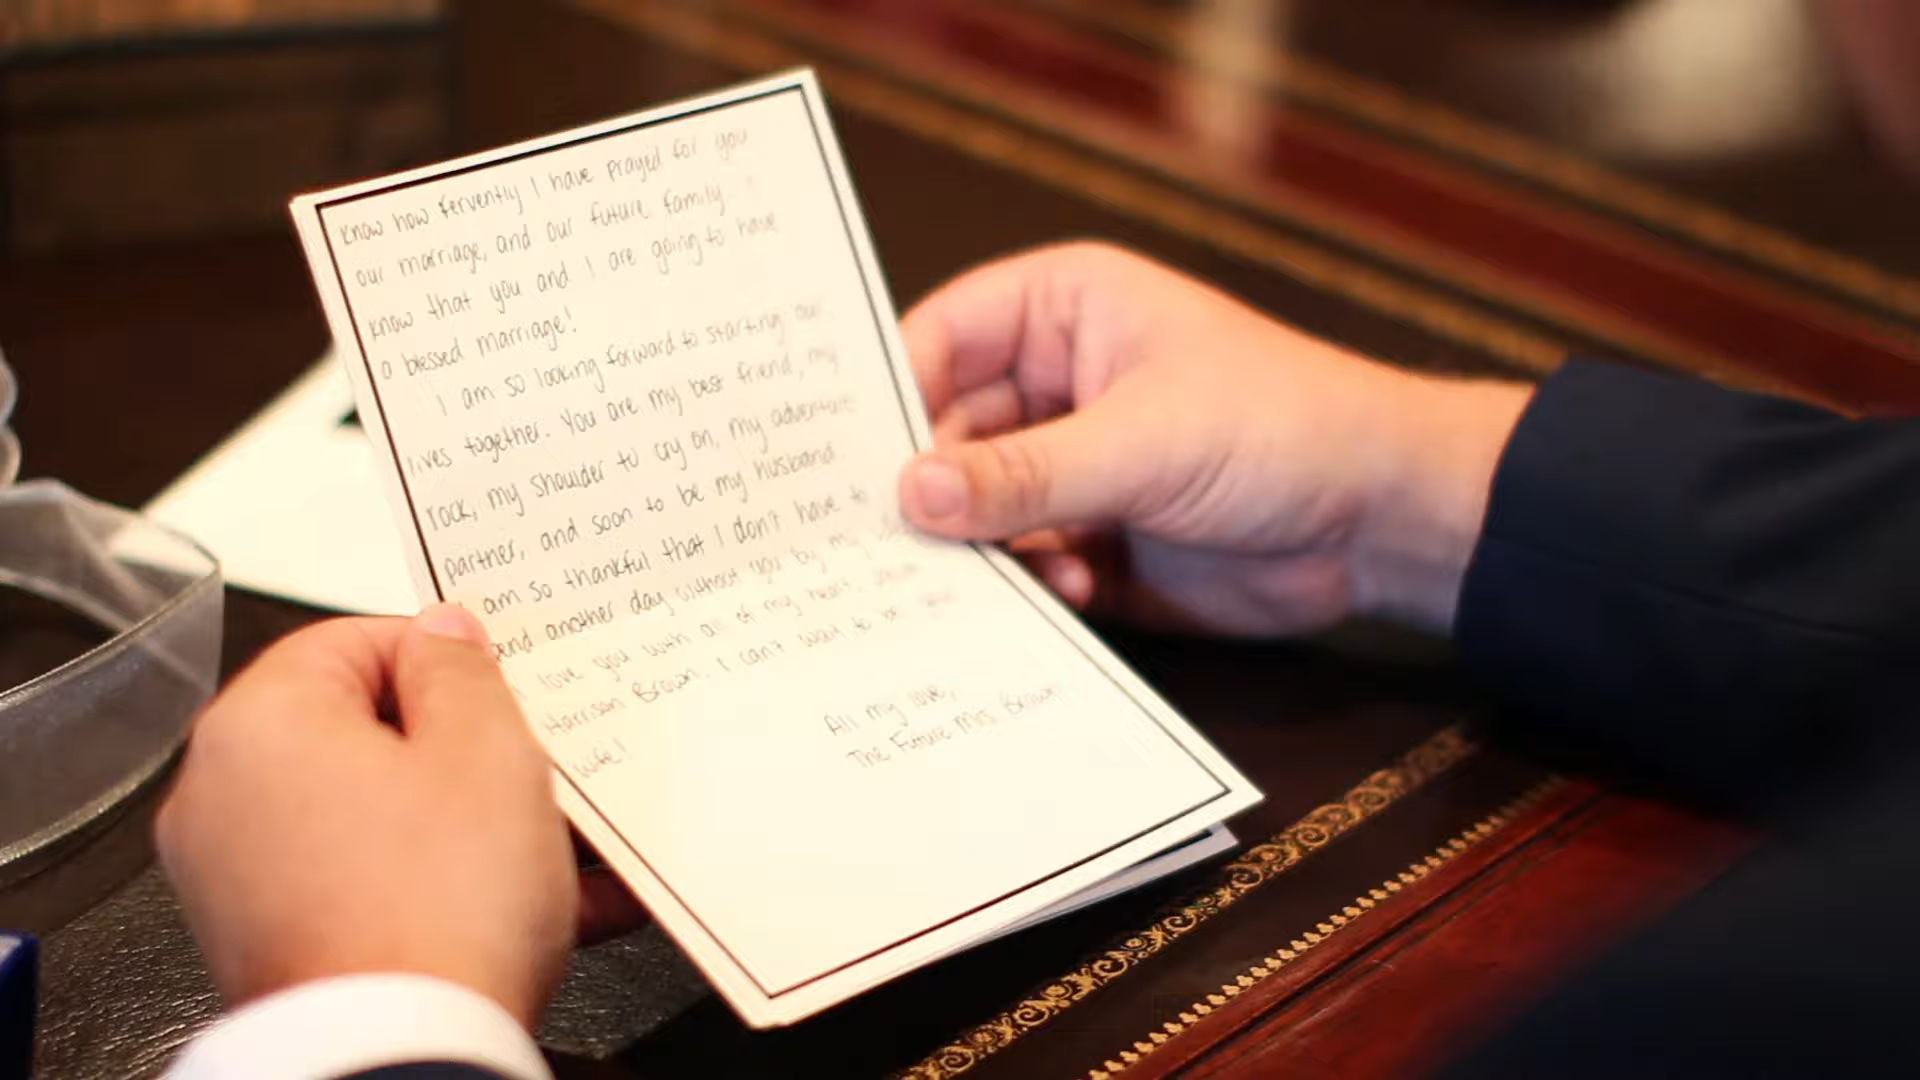 know how fervently I have prayed for you
our marriage, and our future family.
know that you and I are going to have
a blessed marriage!
I am so looking forward to starting our
lives together. You are my best friend, my
rock, my shoulder to cry on, my adventure
partner, and soon to be my husband.
am so thankful that I don't have to
another day without you by my
love you with all of my heart,
Harrison Brown. I can't wait to be
wife!
All my love,
The Future Mrs. Brown